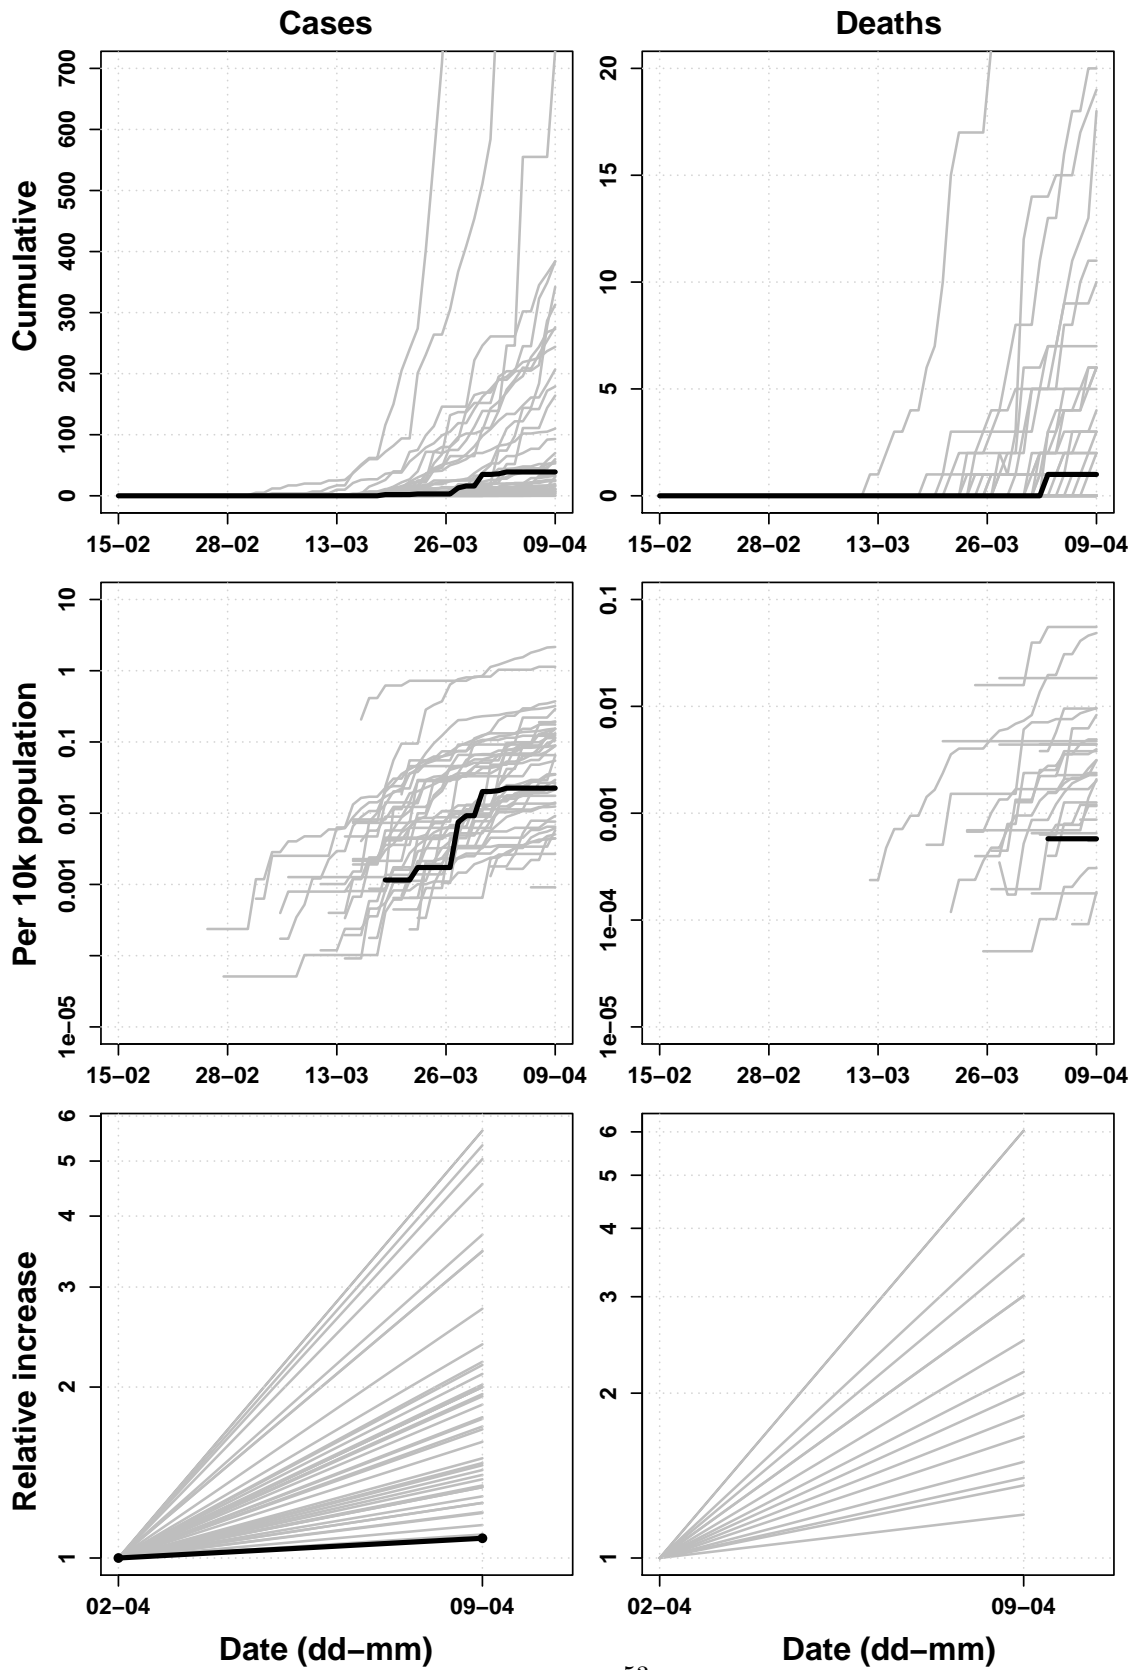 Cases
Deaths
Cumulative
0 100 200 300 400 500 600 700
15−02 28−02 13−03 26−03 09−04
0 5 10 15 20
15−02 28−02 13−03 26−03 09−04
Per 10k population
1e−05 0.001 0.01 0.1 1 10
15−02 28−02 13−03 26−03 09−04
1e−05 1e−04 0.001 0.01 0.1
15−02 28−02 13−03 26−03 09−04
Relative increase
1 2 3 4 5 6
02−04 09−04
1 2 3 4 5 6
02−04 09−04
Date (dd−mm)
Date (dd−mm)